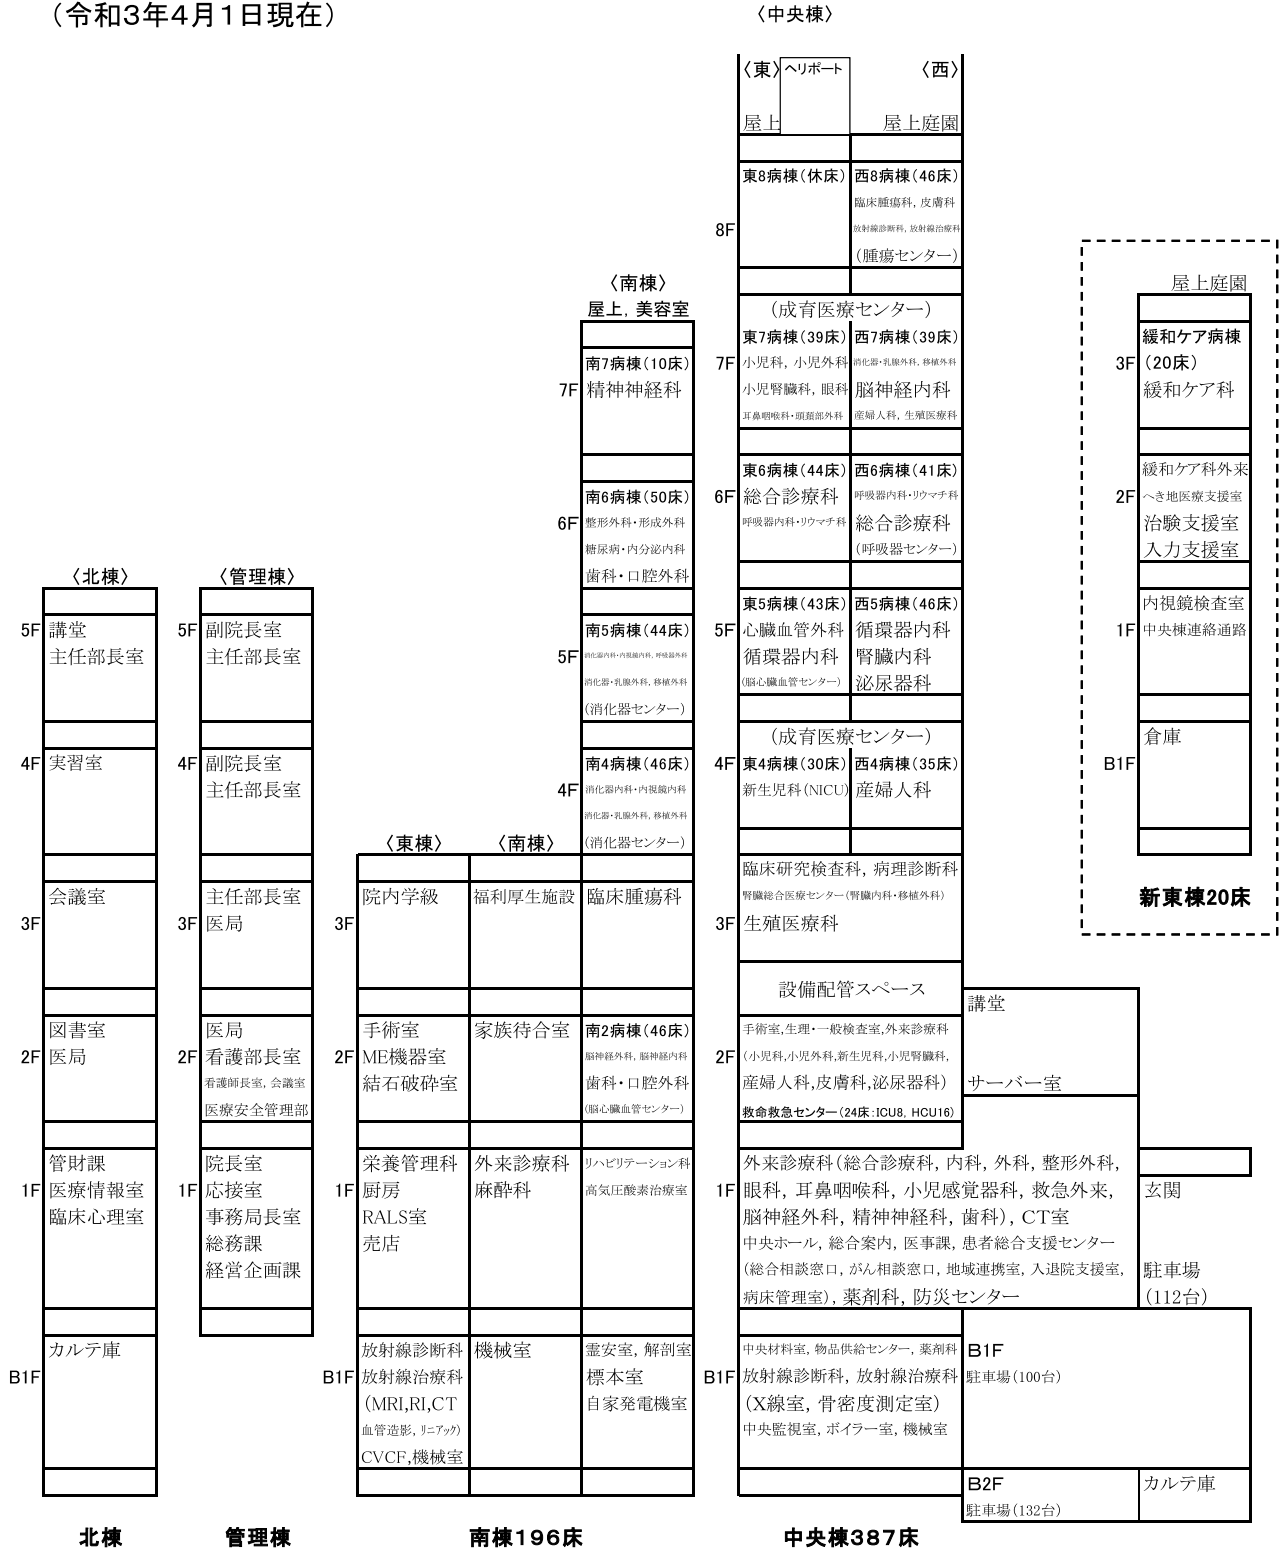 （令和３年４月１日現在）
〈中央棟〉
〈東〉
ヘリポート
〈西〉
屋上
屋上庭園
8F
東8病棟（休床）
西8病棟（46床）
臨床腫瘍科，皮膚科
放射線診断科，放射線治療科
（腫瘍センター）
（成育医療センター）
7F
東7病棟（39床）
小児科，小児外科
小児腎臓科，眼科
耳鼻咽喉科・頭頚部外科
西7病棟（39床）
消化器・乳腺外科，移植外科
脳神経内科
産婦人科，生殖医療科
6F
東6病棟（44床）
総合診療科
呼吸器内科・リウマチ科
西6病棟（41床）
呼吸器内科・リウマチ科
総合診療科
（呼吸器センター）
5F
東5病棟（43床）
心臓血管外科
循環器内科
（脳心臓血管センター）
西5病棟（46床）
循環器内科
腎臓内科
泌尿器科
（成育医療センター）
4F
東4病棟（30床）
新生児科（NICU）
西4病棟（35床）
産婦人科
3F
臨床研究検査科，病理診断科
腎臓総合医療センター（腎臓内科・移植外科）
生殖医療科
設備配管スペース
2F
手術室,生理・一般検査室,外来診療科
（小児科,小児外科,新生児科,小児腎臓科,
産婦人科,皮膚科,泌尿器科）
救命救急センター（24床：ICU8，HCU16）
講堂
サーバー室
1F
外来診療科（総合診療科，内科，外科，整形外科，
眼科，耳鼻咽喉科，小児感覚器科，救急外来，
脳神経外科，精神神経科，歯科），CT室
中央ホール，総合案内，医事課，患者総合支援センター
（総合相談窓口，がん相談窓口，地域連携室，入退院支援室，
病床管理室），薬剤科，防災センター
玄関
駐車場
（112台）
B1F
中央材料室，物品供給センター，薬剤科
放射線診断科，放射線治療科
（X線室，骨密度測定室）
中央監視室，ボイラー室，機械室
B1F
駐車場（100台）
B2F
駐車場（132台）
カルテ庫
中央棟387床
屋上庭園
3F
緩和ケア病棟
（20床）
緩和ケア科
2F
緩和ケア科外来
へき地医療支援室
治験支援室
入力支援室
1F
内視鏡検査室
中央棟連絡通路
B1F
倉庫
新東棟20床
〈南棟〉
屋上，美容室
7F
南7病棟（10床）
精神神経科
6F
南6病棟（50床）
整形外科・形成外科
糖尿病・内分泌内科
歯科・口腔外科
5F
南5病棟（44床）
消化器内科・内視鏡内科，呼吸器外科
消化器・乳腺外科，移植外科
（消化器センター）
4F
南4病棟（46床）
消化器内科・内視鏡内科
消化器・乳腺外科，移植外科
（消化器センター）
〈東棟〉
〈南棟〉
3F
院内学級
福利厚生施設
臨床腫瘍科
2F
手術室
ME機器室
結石破砕室
家族待合室
南2病棟（46床）
脳神経外科，脳神経内科
歯科・口腔外科
（脳心臓血管センター）
1F
栄養管理科
厨房
RALS室
売店
外来診療科
麻酔科
リハビリテーション科
高気圧酸素治療室
B1F
放射線診断科
放射線治療科
（MRI,RI,CT
血管造影，リニアック）
CVCF,機械室
機械室
霊安室，解剖室
標本室
自家発電機室
南棟196床
〈北棟〉
5F
講堂
主任部長室
4F
実習室
3F
会議室
2F
図書室
医局
1F
管財課
医療情報室
臨床心理室
B1F
カルテ庫
北棟
〈管理棟〉
5F
副院長室
主任部長室
4F
副院長室
主任部長室
3F
主任部長室
医局
2F
医局
看護部長室
看護師長室，会議室
医療安全管理部
1F
院長室
応接室
事務局長室
総務課
経営企画課
管理棟